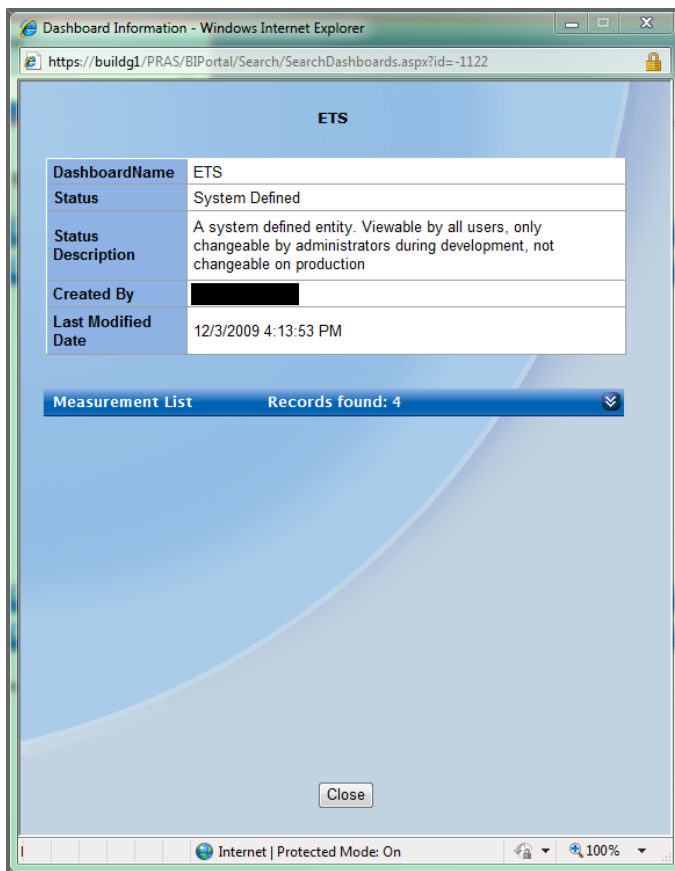 Dashboard Information - Windows Internet Explorer
https://buildg1/PRAS/BIPortal/Search/SearchDashboards.aspx?id=-1122
ETS
DashboardName ETS
Status System Defined
Status Description A system defined entity. Viewable by all users, only
changeable by administrators during development, not
changeable on production
Created By
Last Modified Date 12/3/2009 4:13:53 PM
Measurement List Records found: 4
Close
Internet | Protected Mode: On 100%